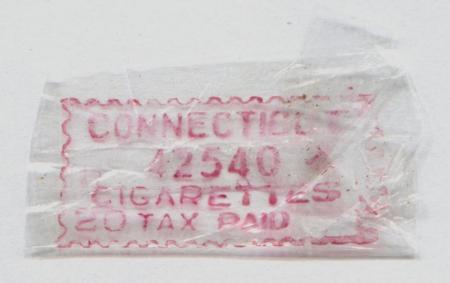 CONNECTICUT
42540
CIGARETTES
20 TAX PAID